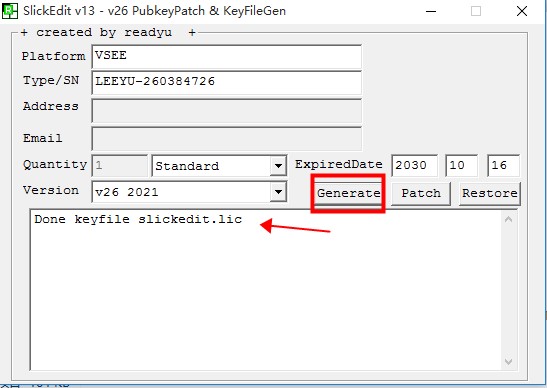 SlickEdit v13 - v26 PubkeyPatch & KeyFileGen
+ created by readyu +
Platform VSEE
Type/SN LEEYU-260384726
Address
Email
Quantity 1 Standard ExpiredDate 2030 10 16
Version v26 2021 Generate Patch Restore
Done keyfile slickedit.lic